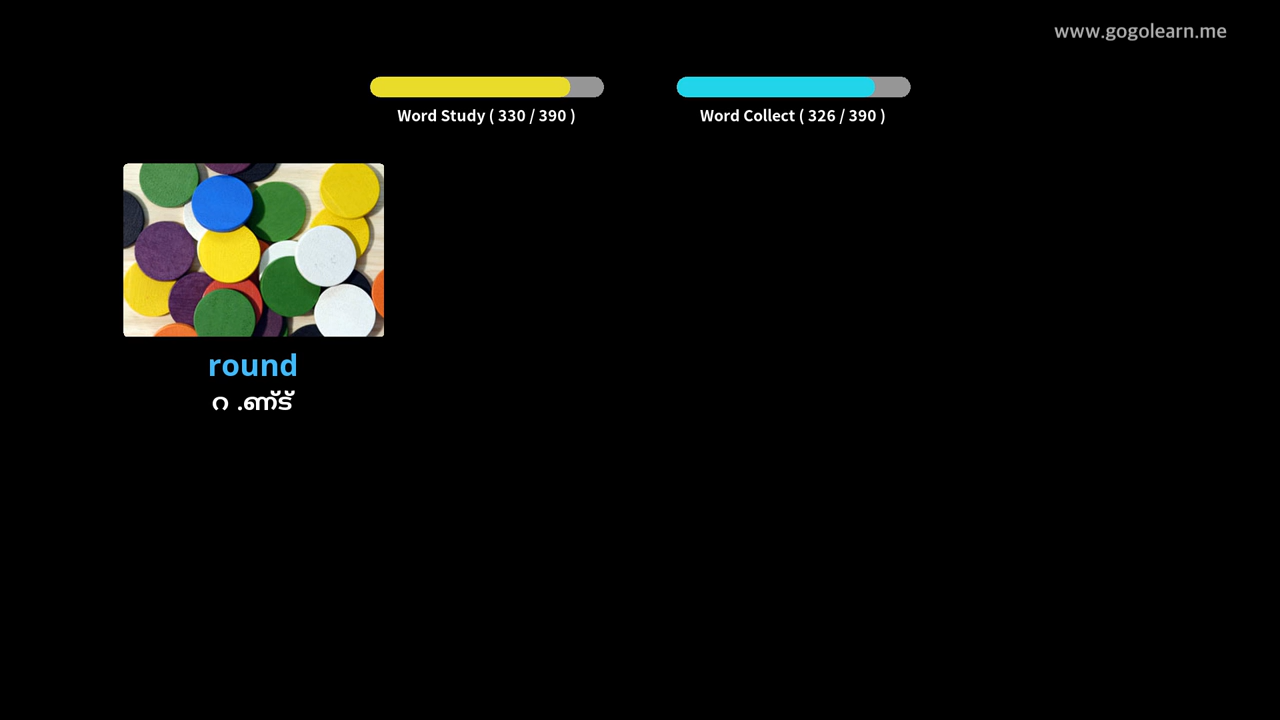 www.gogolearn.me
Word Study ( 330 / 390 )
Word Collect ( 326 / 390 )
round
റ .ണ്ട്